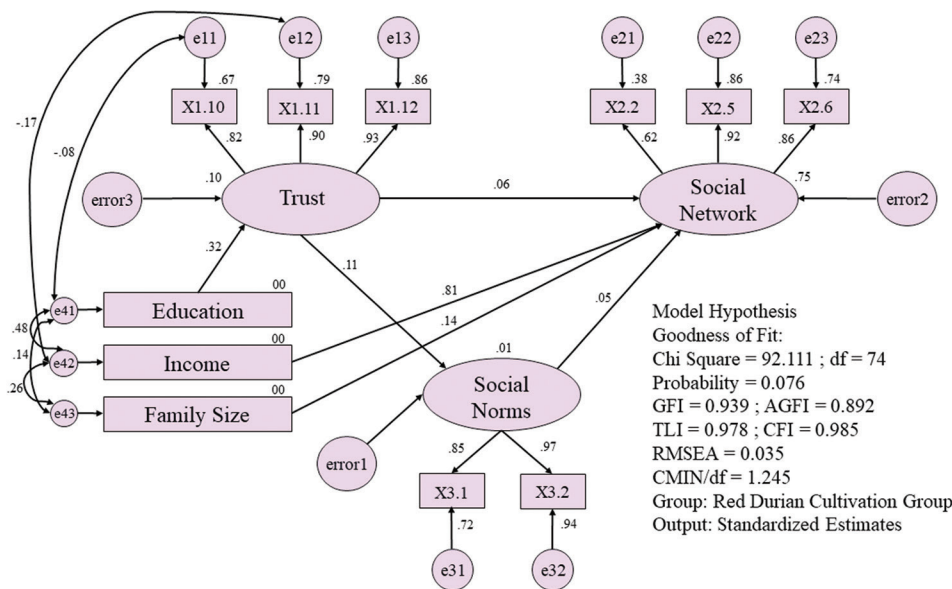 e11
e12
e13
e21
e22
e23
.67
.79
.86
.38
.86
.74
X1.10
X1.11
X1.12
X2.2
X2.5
X2.6
-.17
-.08
.82
.90
.93
.62
.92
.86
.10
.75
error3
Trust
.06
Social
Network
error2
.32
.11
00
e41
Education
.81
.05
.48
00
.14
.14
e42
Income
.01
.26
00
e43
Family Size
Social
Norms
error1
.85
.97
X3.1
X3.2
.72
.94
e31
e32
Model Hypothesis
Goodness of Fit:
Chi Square = 92.111 ; df = 74
Probability = 0.076
GFI = 0.939 ; AGFI = 0.892
TLI = 0.978 ; CFI = 0.985
RMSEA = 0.035
CMIN/df = 1.245
Group: Red Durian Cultivation Group
Output: Standardized Estimates